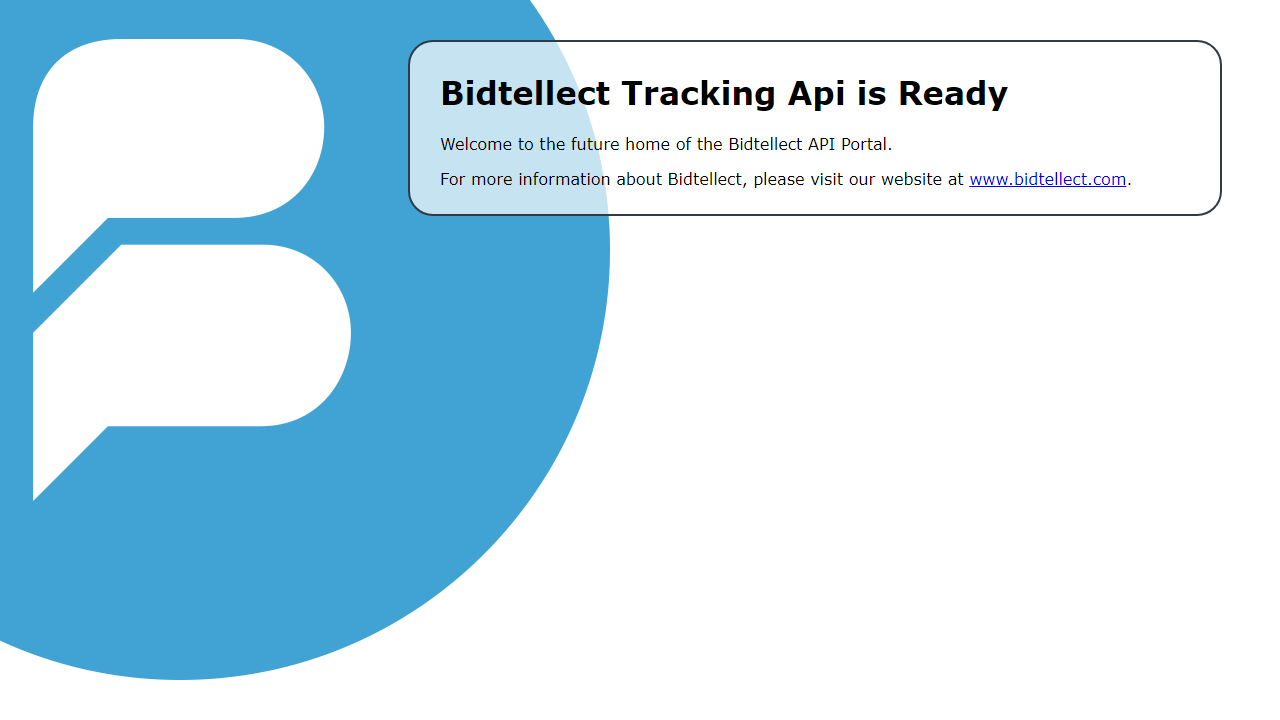 Bidtellect Tracking Api is Ready
Welcome to the future home of the Bidtellect API Portal.
For more information about Bidtellect, please visit our website at www.bidtellect.com.